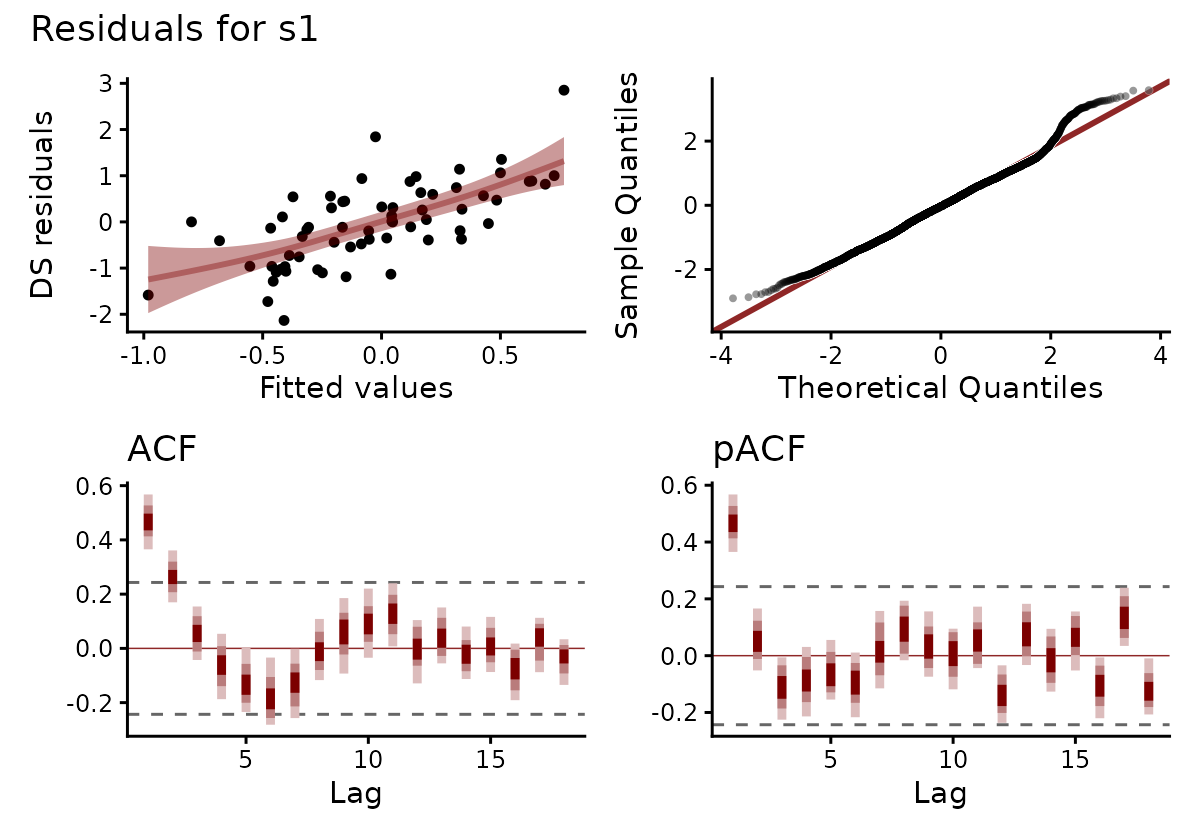 Residuals for s1
DS residuals
3
2
1
0
-1
-2
-1.0 -0.5 0.0 0.5
Fitted values
Sample Quantiles
2
0
-2
-4 -2 0 2 4
Theoretical Quantiles
ACF
0.6
0.4
0.2
0.0
-0.2
5 10 15
Lag
pACF
0.6
0.4
0.2
0.0
-0.2
5 10 15
Lag